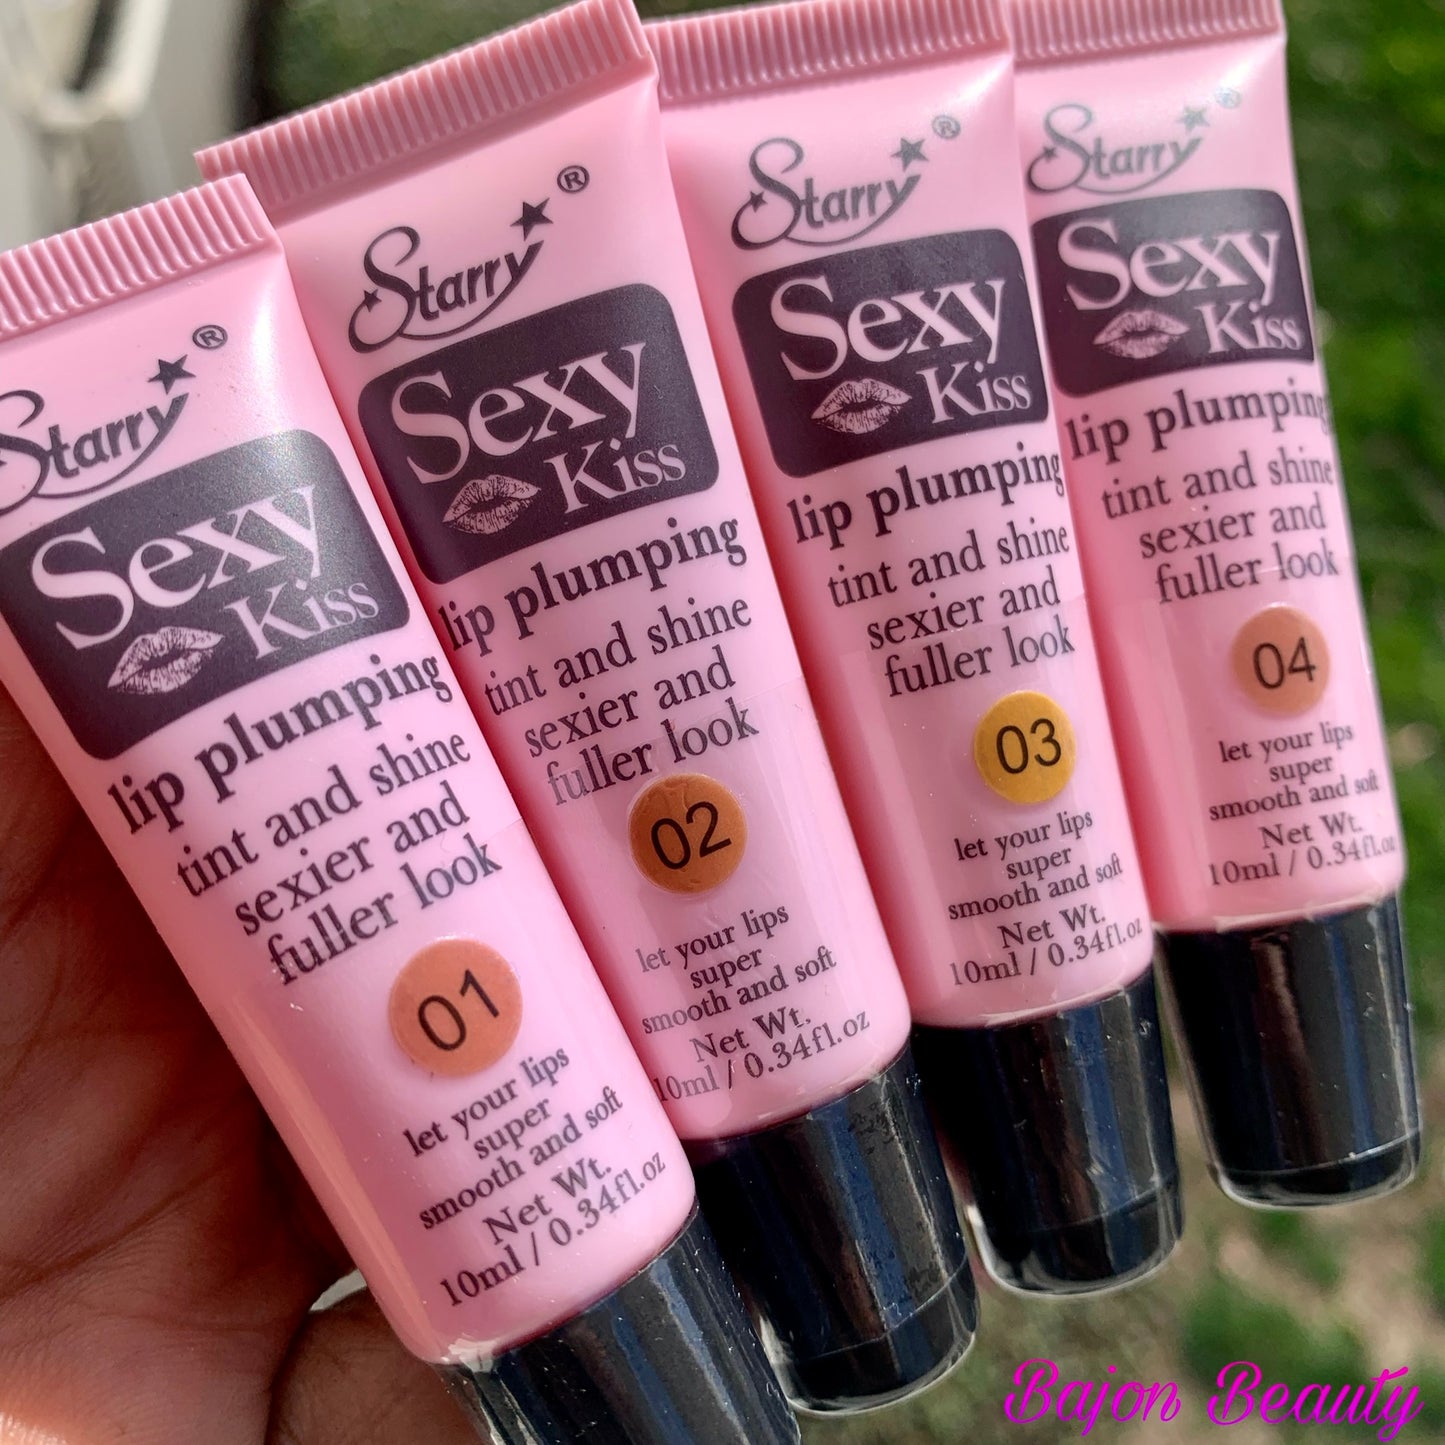 Starry ®
Sexy
Kiss
lip plumping
tint and shine
sexier and
fuller look
01
let your lips
super
smooth and soft
Net Wt.
10ml / 0.34fl.oz
Starry ®
Sexy
Kiss
lip plumping
tint and shine
sexier and
fuller look
02
let your lips
super
smooth and soft
Net Wt.
10ml / 0.34fl.oz
Starry ®
Sexy
Kiss
lip plumping
tint and shine
sexier and
fuller look
03
let your lips
super
smooth and soft
Net Wt.
10ml / 0.34fl.oz
Starry ®
Sexy
Kiss
lip plumping
tint and shine
sexier and
fuller look
04
let your lips
super
smooth and soft
Net Wt.
10ml / 0.34fl.oz
Bajon Beauty